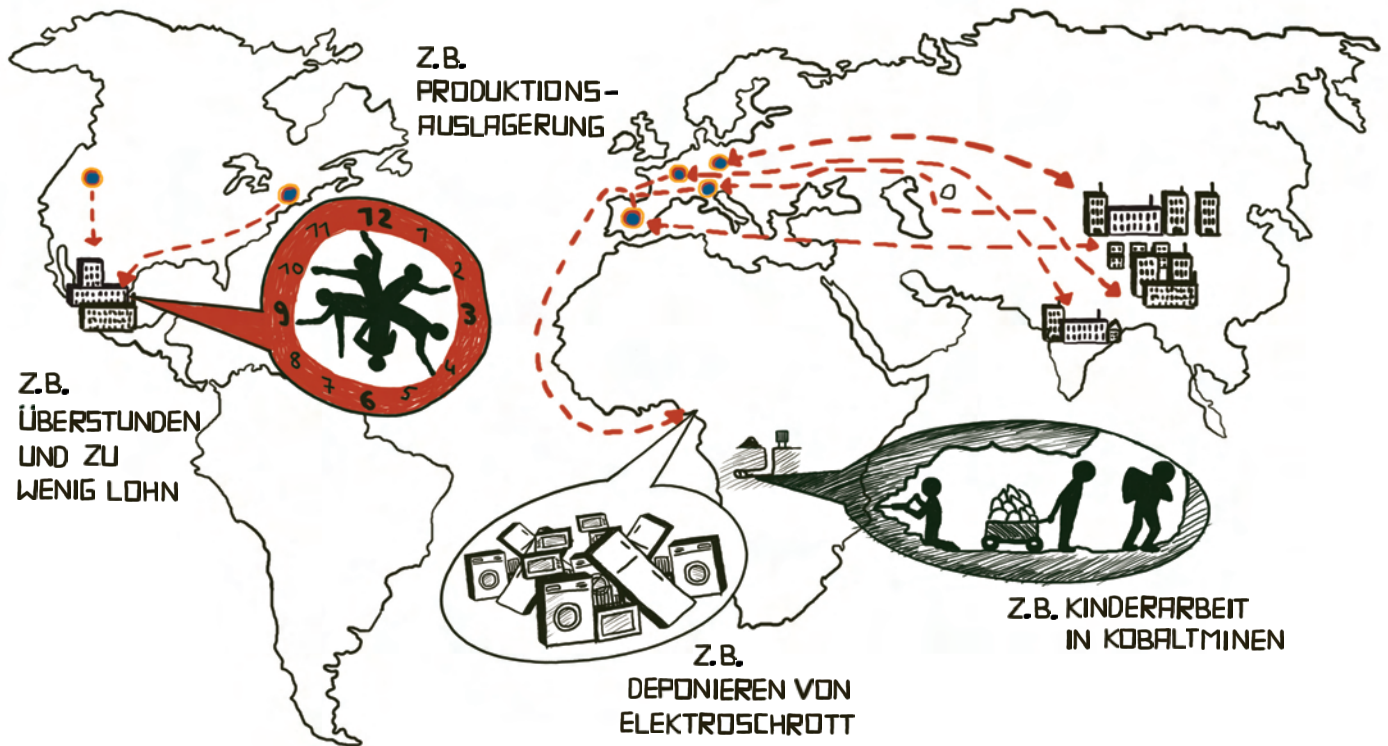 Z.B.
PRODUKTIONS-
AUSLAGERUNG
12
1
2
3
4
5
6
7
8
9
10
11
Z.B.
ÜBERSTUNDEN
UND ZU
WENIG LOHN
Z.B. KINDERARBEIT
IN KOBALTMINEN
Z.B.
DEPONIEREN VON
ELEKTROSCHROTT